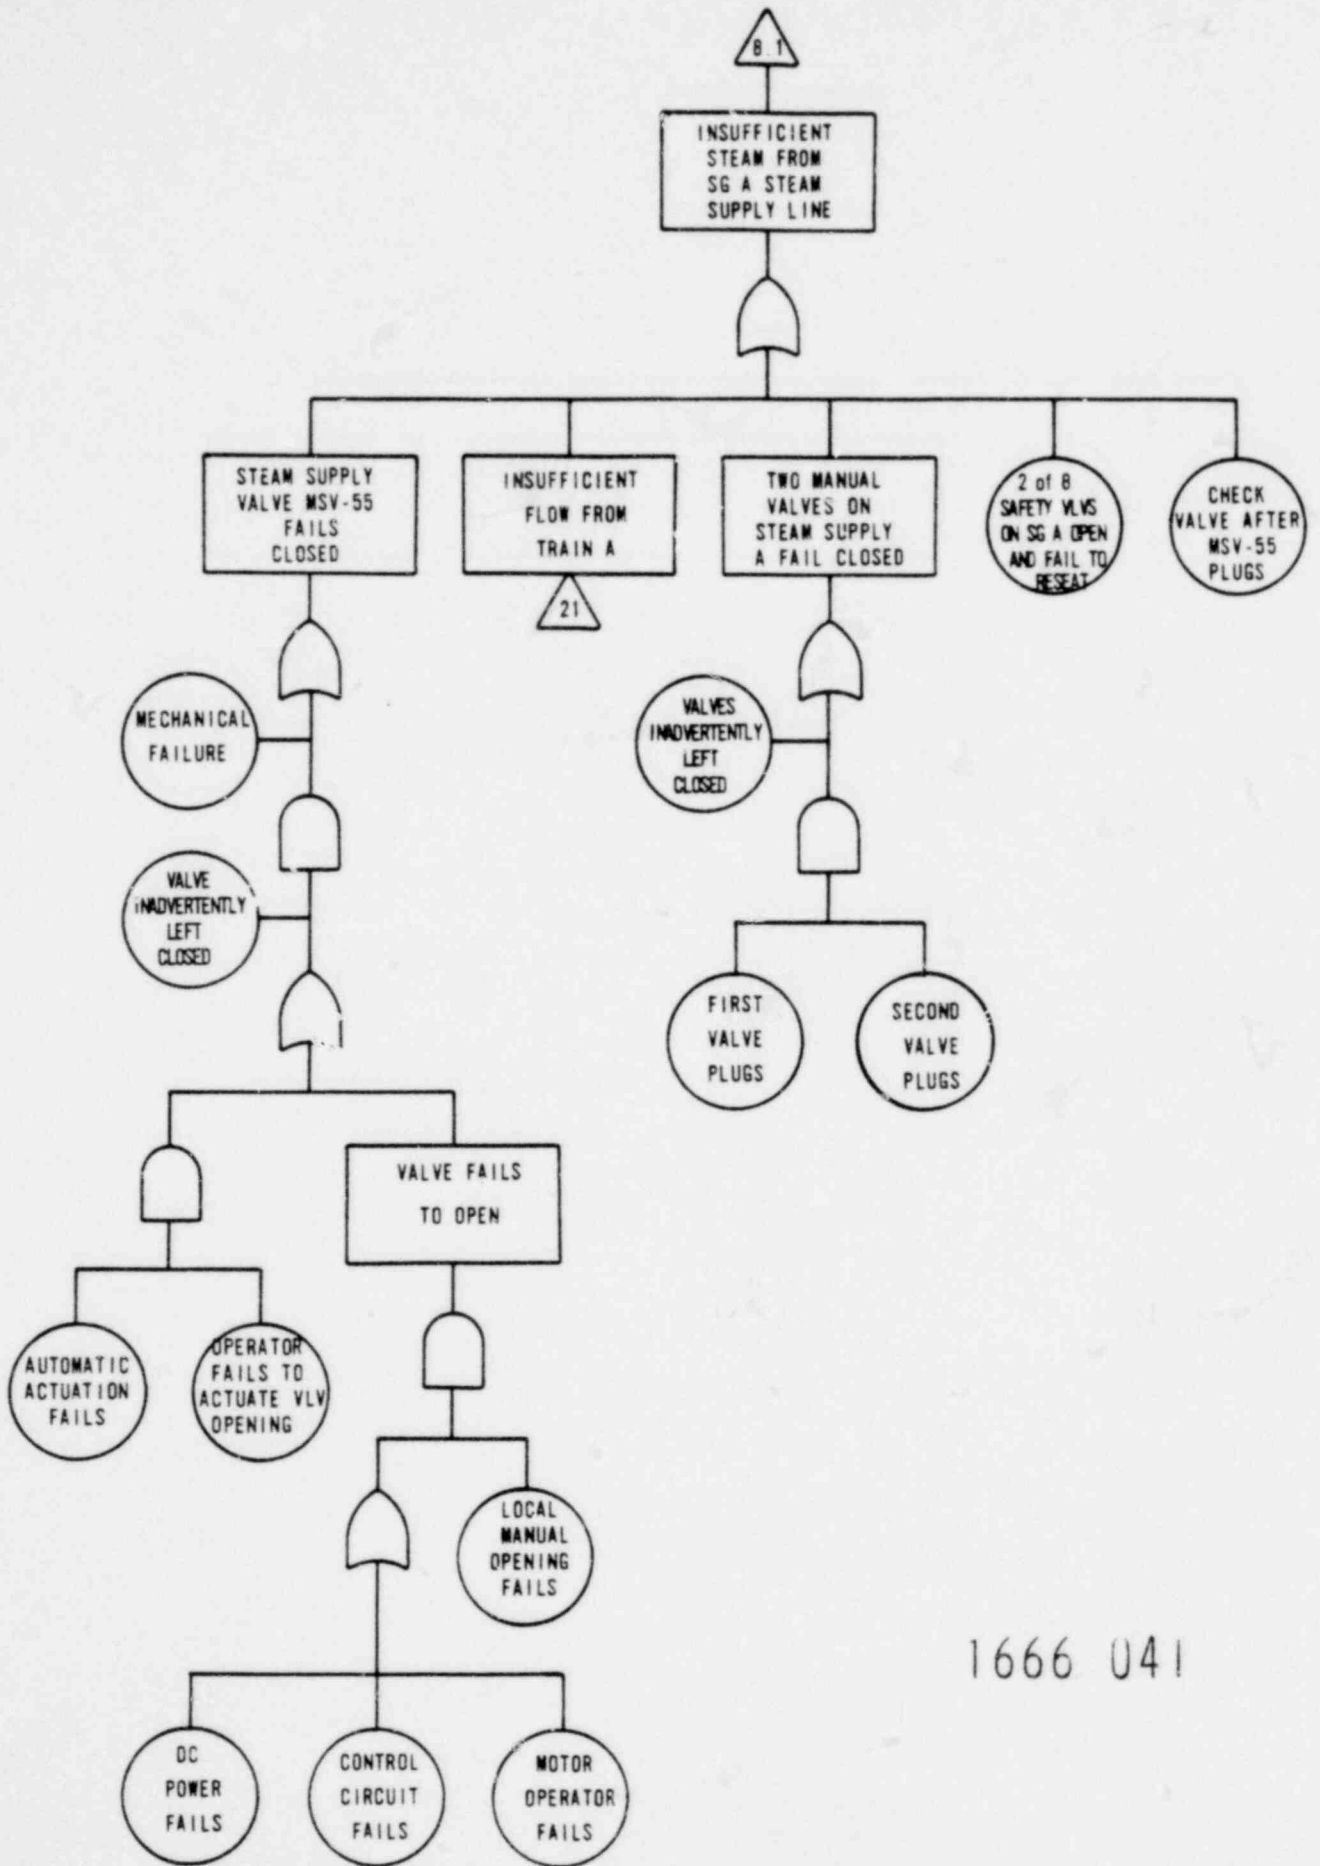 8.1
INSUFFICIENT
STEAM FROM
SG A STEAM
SUPPLY LINE
STEAM SUPPLY
VALVE MSV-55
FAILS
CLOSED
INSUFFICIENT
FLOW FROM
TRAIN A
21
TWO MANUAL
VALVES ON
STEAM SUPPLY
A FAIL CLOSED
2 of 8
SAFETY VLVS
ON SG A OPEN
AND FAIL TO
RESEAT
CHECK
VALVE AFTER
MSV-55
PLUGS
MECHANICAL
FAILURE
VALVES
INADVERTENTLY
LEFT
CLOSED
VALVE
INADVERTENTLY
LEFT
CLOSED
FIRST
VALVE
PLUGS
SECOND
VALVE
PLUGS
VALVE FAILS
TO OPEN
AUTOMATIC
ACTUATION
FAILS
OPERATOR
FAILS TO
ACTUATE VLV
OPENING
LOCAL
MANUAL
OPENING
FAILS
DC
POWER
FAILS
CONTROL
CIRCUIT
FAILS
MOTOR
OPERATOR
FAILS
1666 041